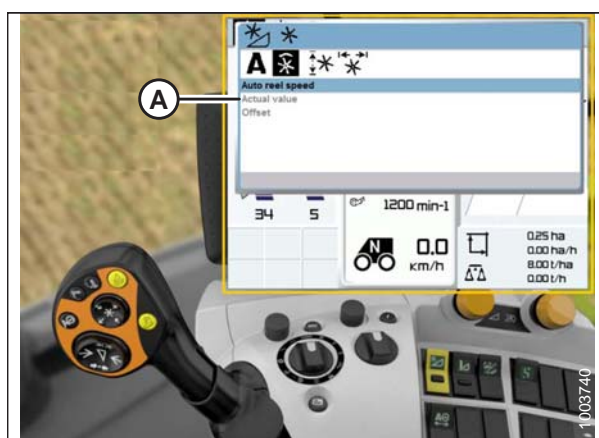 A
Auto reel speed
Actual value
Offset
A
34
5
1200 min-1
N
0.0
km/h
0.25 ha
0.00 ha/h
8.00 t/ha
0.00 t/h
1003740